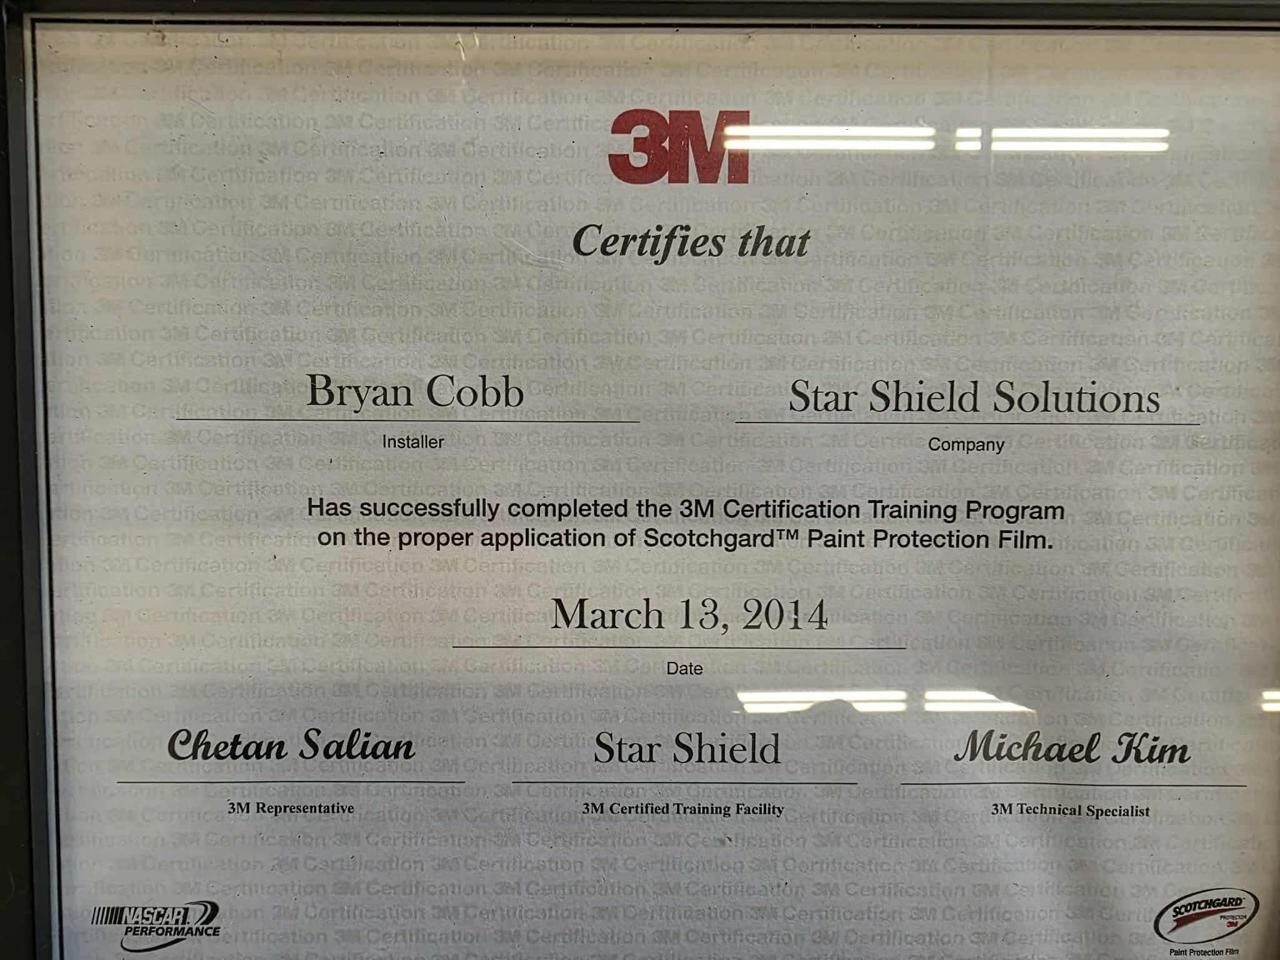 3M
Certifies that
Bryan Cobb
Star Shield Solutions
Installer
Company
Has successfully completed the 3M Certification Training Program
on the proper application of Scotchgard™ Paint Protection Film.
March 13, 2014
Date
Chetan Salian
Star Shield
Michael Kim
3M Representative
3M Certified Training Facility
3M Technical Specialist
NASCAR
PERFORMANCE
SCOTCHGARD
PROTECTOR
3M
Paint Protection Film